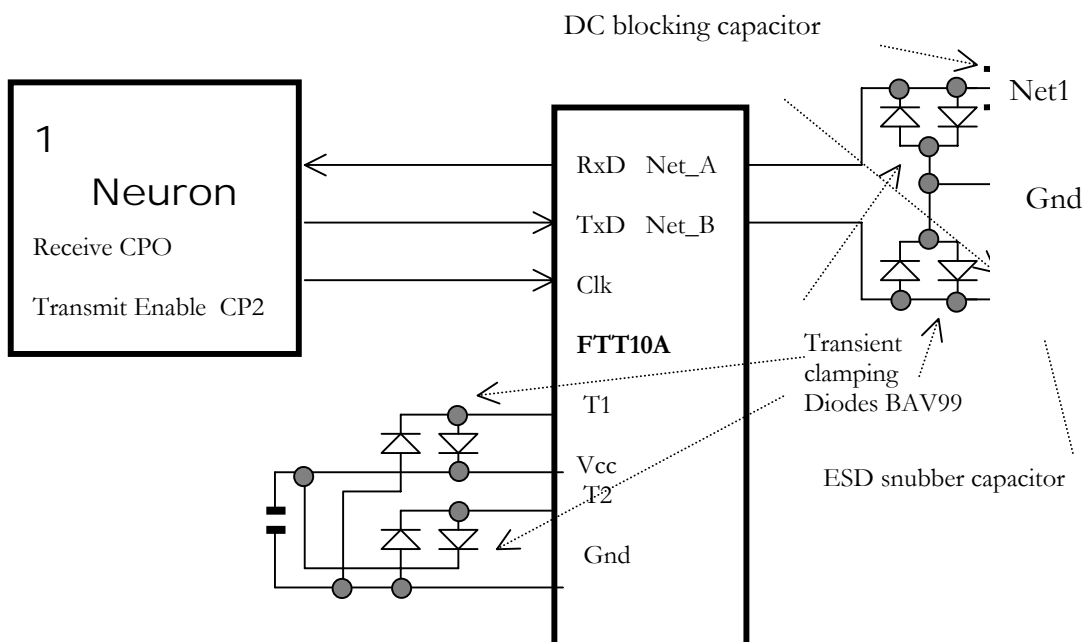 DC blocking capacitor
Net1
1
Neuron
Receive CPO
Transmit Enable CP2
RxD Net_A
TxD Net_B
Clk
FTT10A
T1
Vcc
T2
Gnd
Gnd
Transient
clamping
Diodes BAV99
ESD snubber capacitor